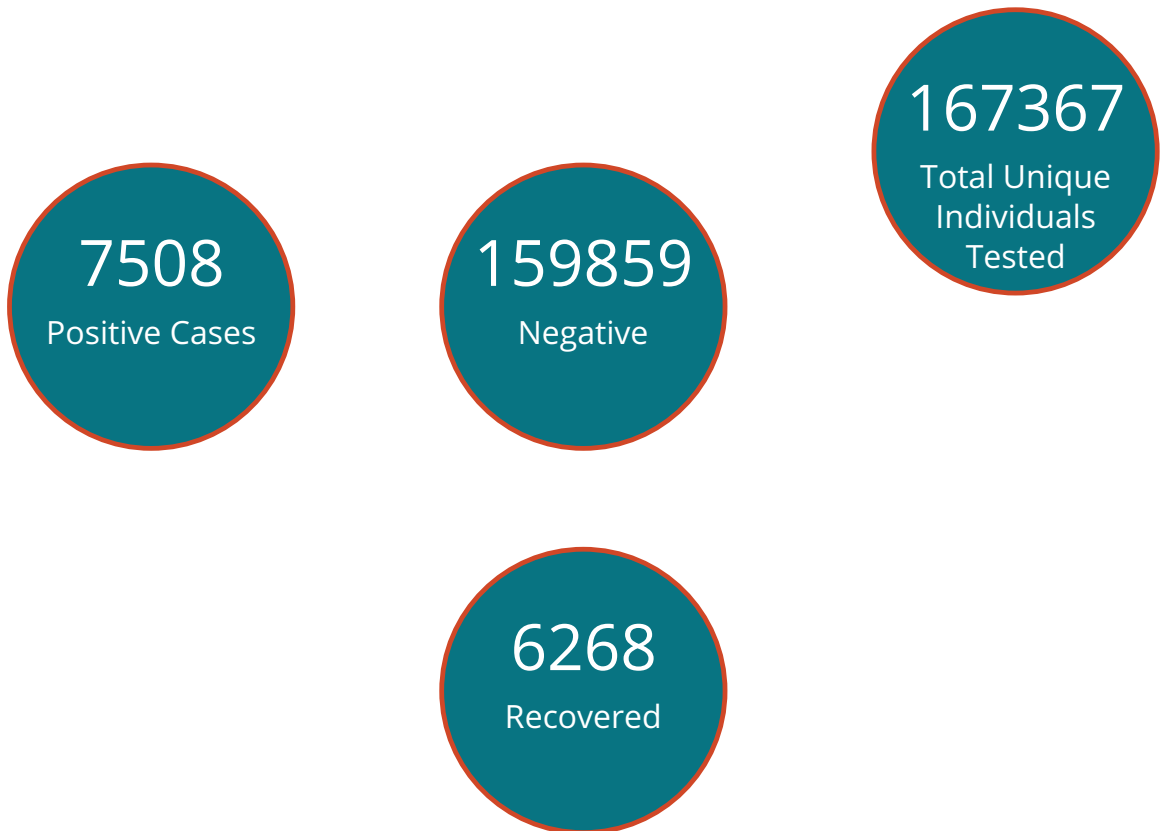 7508
Positive Cases
159859
Negative
167367
Total Unique
Individuals
Tested
6268
Recovered